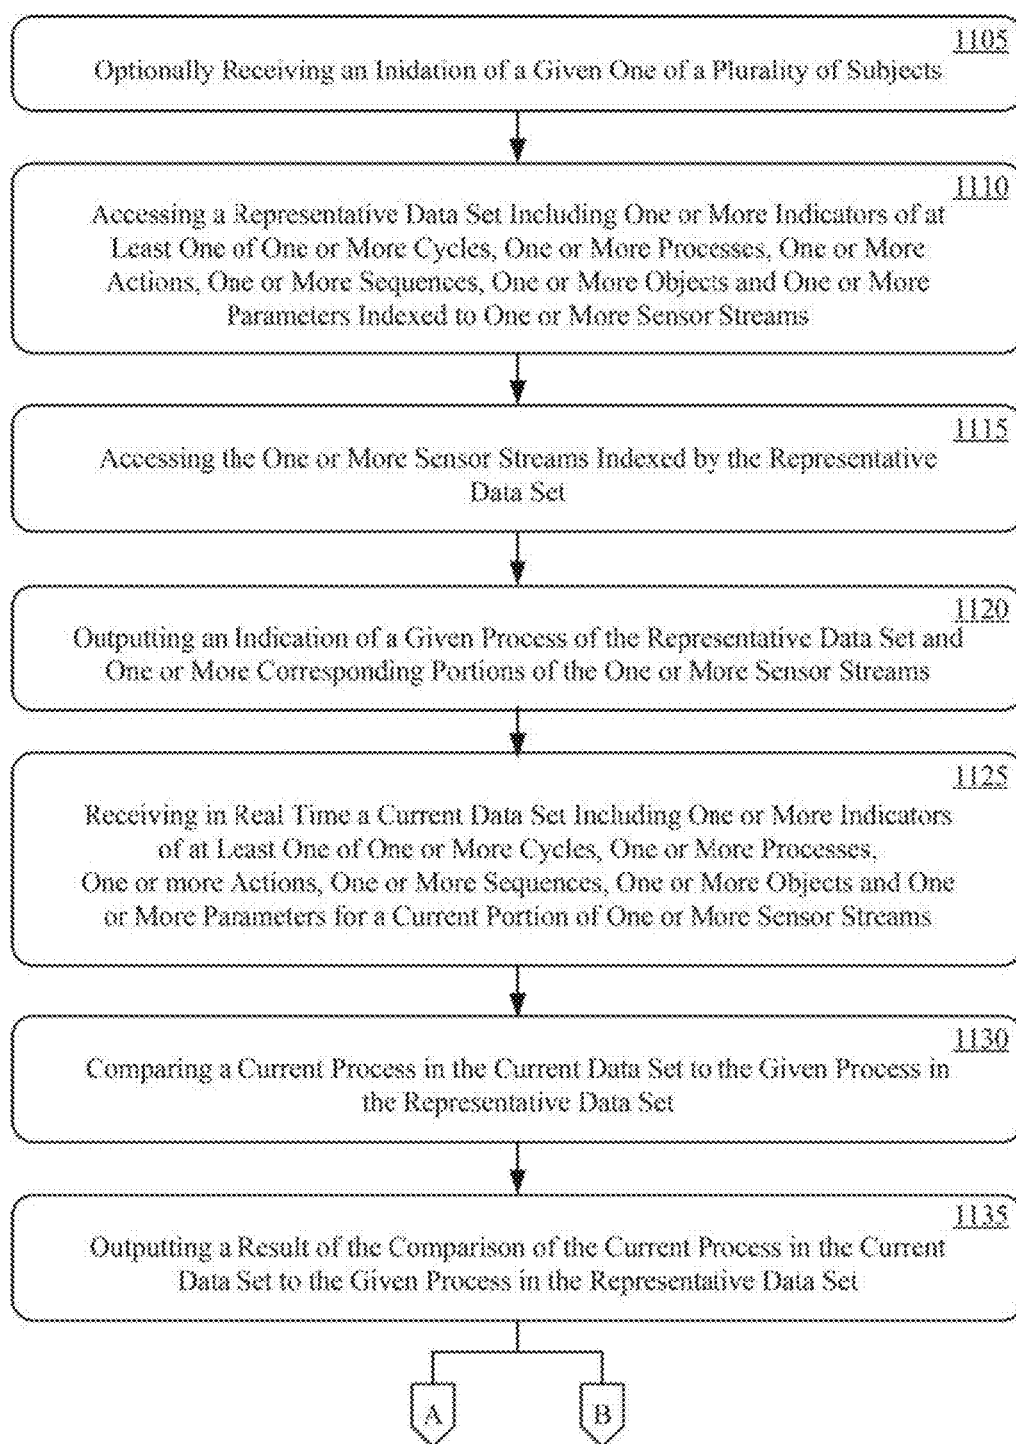 1105
Optionally Receiving an Inidation of a Given One of a Plurality of Subjects
1110
Accessing a Representative Data Set Including One or More Indicators of at
Least One of One or More Cycles, One or More Processes, One or More
Actions, One or More Sequences, One or More Objects and One or More
Parameters Indexed to One or More Sensor Streams
1115
Accessing the One or More Sensor Streams Indexed by the Representative
Data Set
1120
Outputting an Indication of a Given Process of the Representative Data Set and
One or More Corresponding Portions of the One or More Sensor Streams
1125
Receiving in Real Time a Current Data Set Including One or More Indicators
of at Least One of One or More Cycles, One or More Processes,
One or more Actions, One or More Sequences, One or More Objects and One
or More Parameters for a Current Portion of One or More Sensor Streams
1130
Comparing a Current Process in the Current Data Set to the Given Process in
the Representative Data Set
1135
Outputting a Result of the Comparison of the Current Process in the Current
Data Set to the Given Process in the Representative Data Set
A B